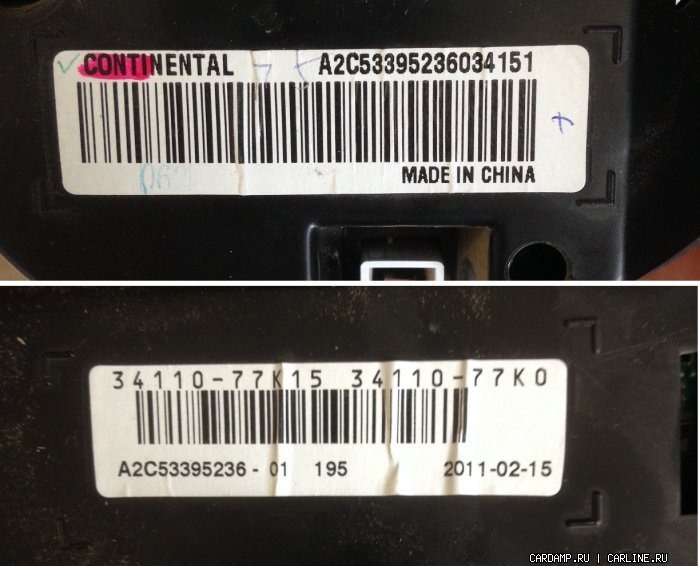 CONTINENTAL A2C53395236034151
MADE IN CHINA
34110-77K15 34110-77K0
A2C53395236 - 01 195 2011-02-15
CARDAMP.RU | CARLINE.RU